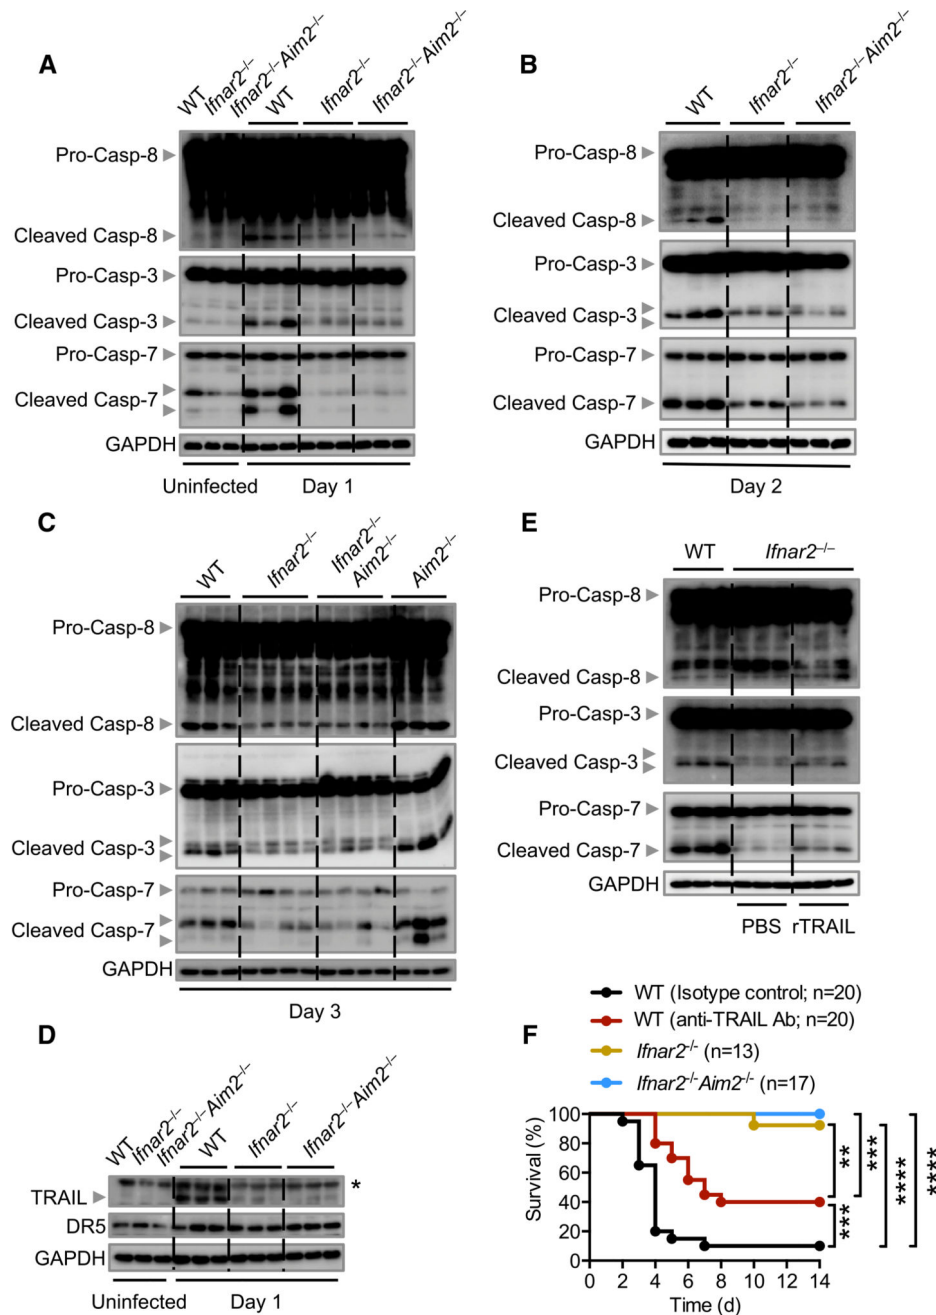 A
WT
Ifnar2–/–
Ifnar2–/–Aim2–/–
WT
Ifnar2–/–
Ifnar2–/–Aim2–/–
Pro-Casp-8
Cleaved Casp-8
Pro-Casp-3
Cleaved Casp-3
Pro-Casp-7
Cleaved Casp-7
GAPDH
Uninfected Day 1
B
WT
Ifnar2–/–
Ifnar2–/–Aim2–/–
Pro-Casp-8
Cleaved Casp-8
Pro-Casp-3
Cleaved Casp-3
Pro-Casp-7
Cleaved Casp-7
GAPDH
Day 2
C
WT
Ifnar2–/–
Ifnar2–/–
Aim2–/–
Aim2–/–
Pro-Casp-8
Cleaved Casp-8
Pro-Casp-3
Cleaved Casp-3
Pro-Casp-7
Cleaved Casp-7
GAPDH
Day 3
E
WT Ifnar2–/–
Pro-Casp-8
Cleaved Casp-8
Pro-Casp-3
Cleaved Casp-3
Pro-Casp-7
Cleaved Casp-7
GAPDH
PBS rTRAIL
D
WT
Ifnar2–/–
Ifnar2–/–Aim2–/–
WT
Ifnar2–/–
Ifnar2–/–Aim2–/–
TRAIL *
DR5
GAPDH
Uninfected Day 1
WT (Isotype control; n=20)
WT (anti-TRAIL Ab; n=20)
Ifnar2-/- (n=13)
Ifnar2-/-Aim2-/- (n=17)
F
100
80
60
40
20
0
Survival (%)
0 2 4 6 8 10 12 14
Time (d)
**
***
***
****
****